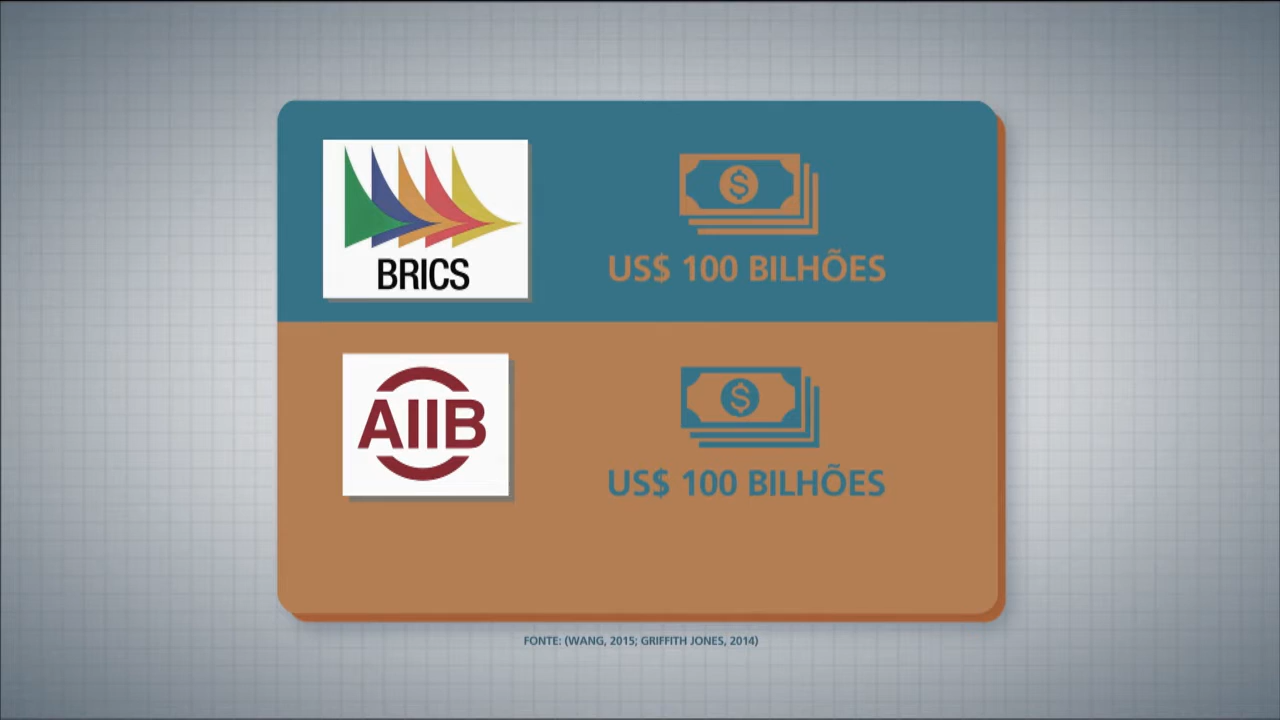 BRICS
US$ 100 BILHÕES
AIIB
US$ 100 BILHÕES
FONTE: (WANG, 2015; GRIFFITH JONES, 2014)